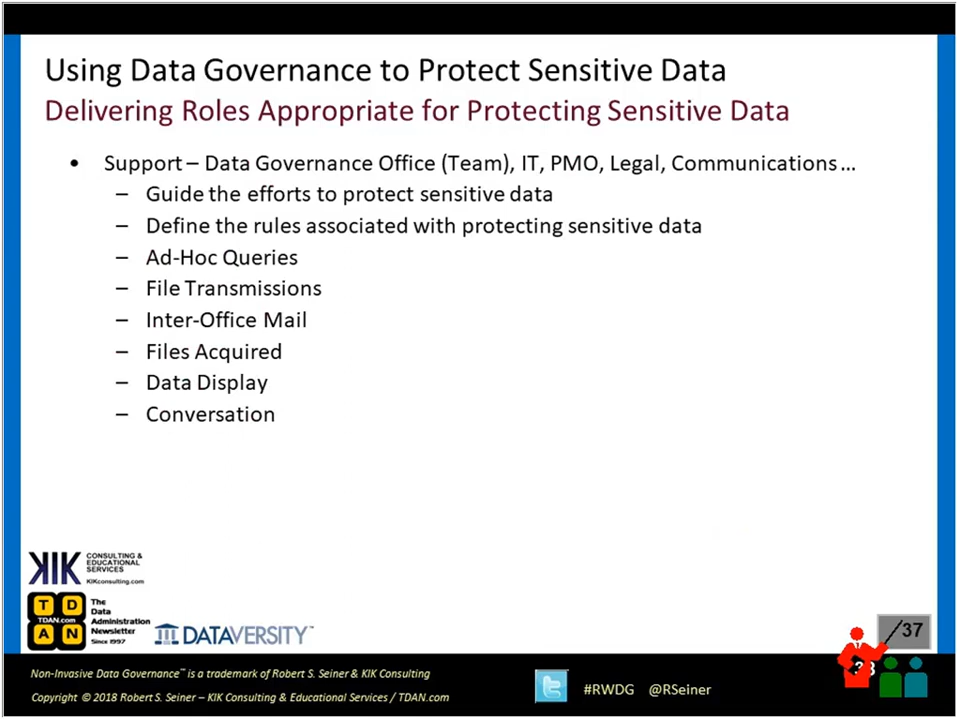 Using Data Governance to Protect Sensitive Data
Delivering Roles Appropriate for Protecting Sensitive Data
• Support – Data Governance Office (Team), IT, PMO, Legal, Communications …
– Guide the efforts to protect sensitive data
– Define the rules associated with protecting sensitive data
– Ad-Hoc Queries
– File Transmissions
– Inter-Office Mail
– Files Acquired
– Data Display
– Conversation
KIK CONSULTING &
EDUCATIONAL
SERVICES
KIKconsulting.com
T D
TDAN.com
A N
The
Data
Administration
Newsletter
Since 1997
DATAVERSITY™
/37
Non-Invasive Data Governance™ is a trademark of Robert S. Seiner & KIK Consulting
Copyright © 2018 Robert S. Seiner – KIK Consulting & Educational Services / TDAN.com
#RWDG @RSeiner